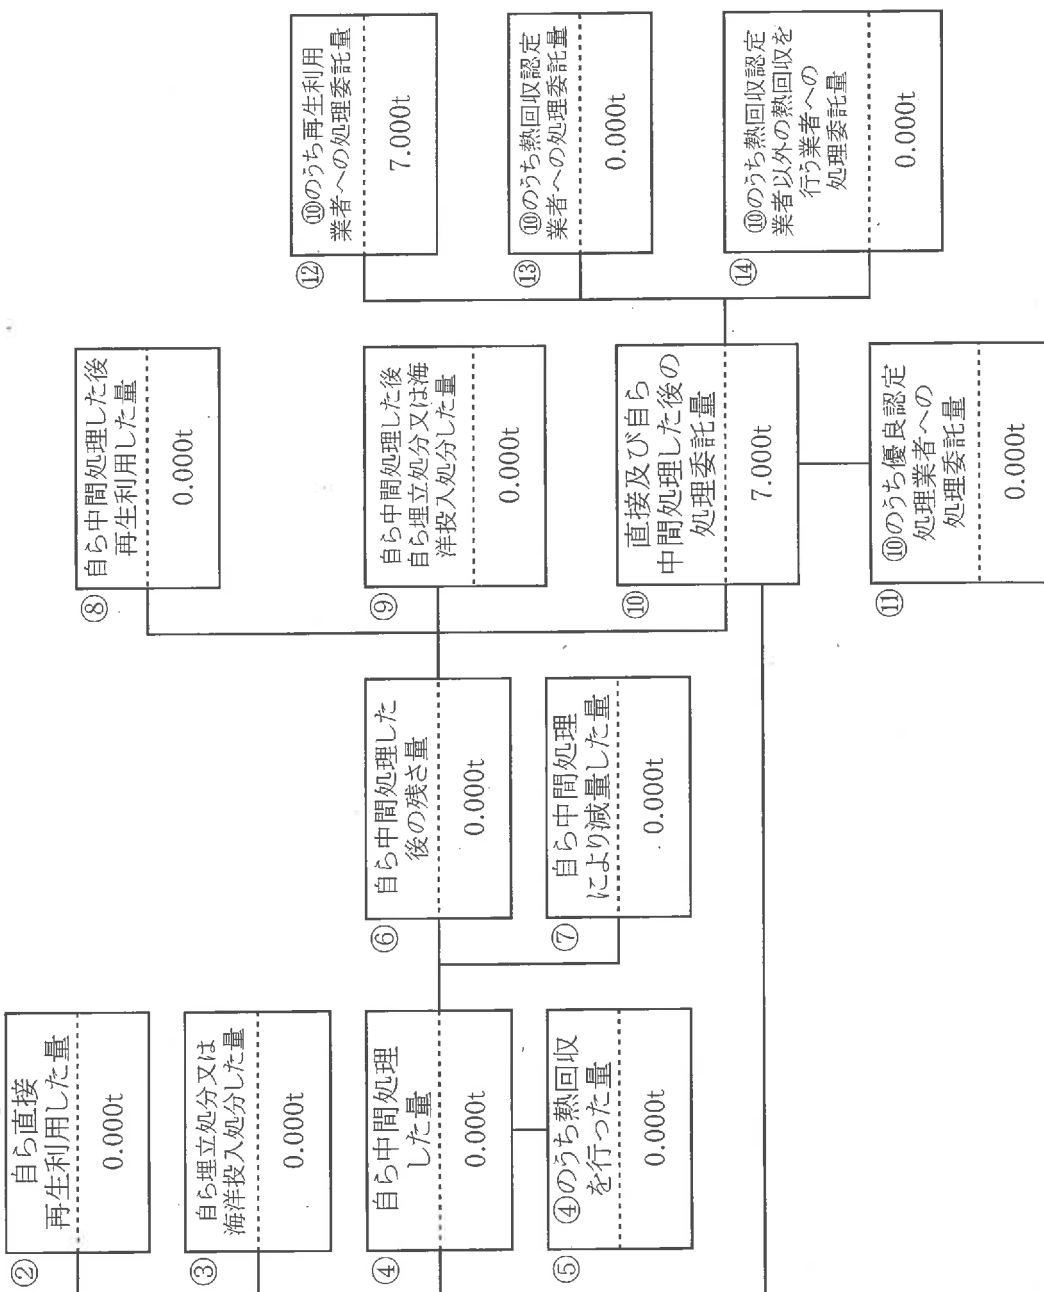 ②
自ら直接
再生利用した量
0.000t
③
自ら埋立処分又は
海洋投入処分した量
0.000t
④
自ら中間処理
した量
0.000t
⑤
④のうち熱回収
を行った量
0.000t
⑥
自ら中間処理した
後の残さ量
0.000t
⑦
自ら中間処理
により減量した量
0.000t
⑧
自ら中間処理した後
再生利用した量
0.000t
⑨
自ら中間処理した後
自ら埋立処分又は海
洋投入処分した量
0.000t
⑩
直接及び自ら
中間処理した後の
処理委託量
7.000t
⑪
⑩のうち優良認定
処理業者への
処理委託量
0.000t
⑫
⑩のうち再生利用
業者への処理委託量
7.000t
⑬
⑩のうち熱回収認定
業者への処理委託量
0.000t
⑭
⑩のうち熱回収認定
業者以外の熱回収を
行う業者への
処理委託量
0.000t